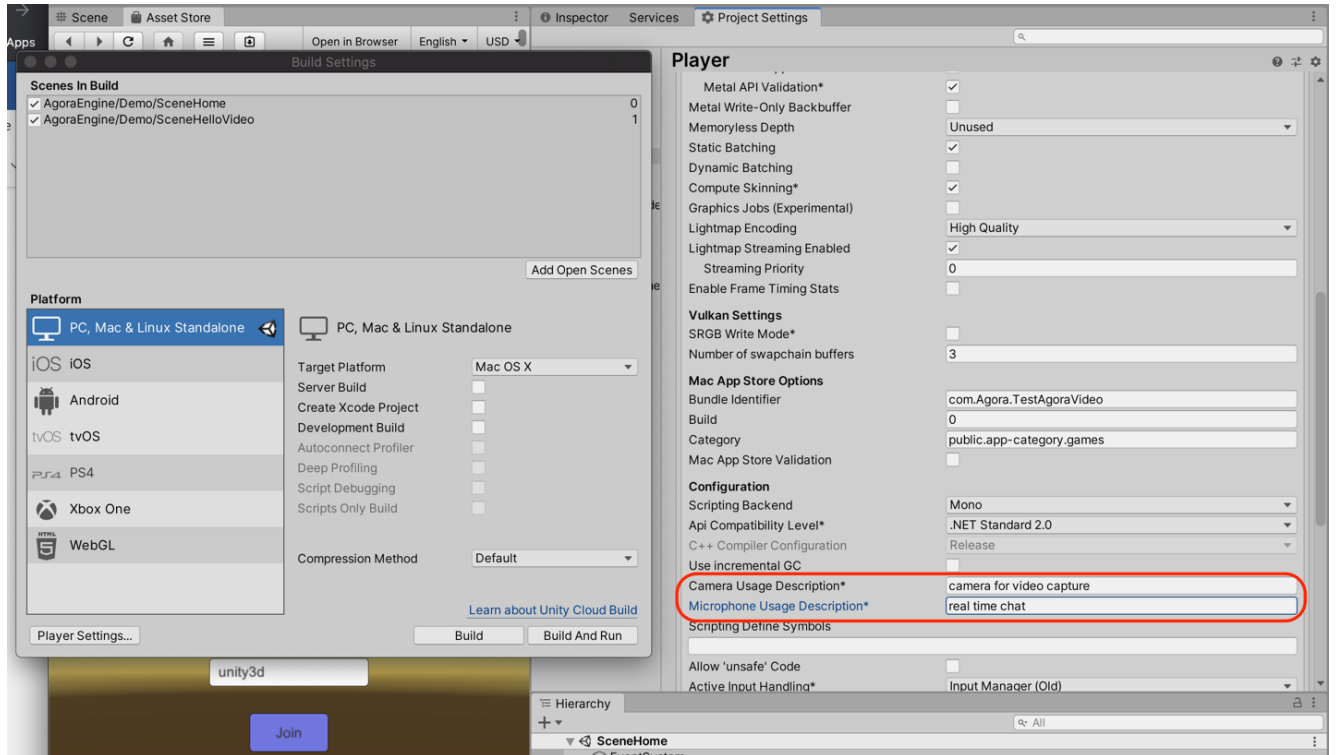 Scene
Asset Store
Inspector
Services
Project Settings
Apps
Open in Browser
English
USD
Build Settings
Player
Scenes In Build
AgoraEngine/Demo/SceneHome 0
AgoraEngine/Demo/SceneHelloVideo 1
Add Open Scenes
Platform
PC, Mac & Linux Standalone
iOS iOS
Android
tvOS tvOS
PS4 PS4
Xbox One
HTML 5 WebGL
PC, Mac & Linux Standalone
Target Platform Mac OS X
Server Build
Create Xcode Project
Development Build
Autoconnect Profiler
Deep Profiling
Script Debugging
Scripts Only Build
Compression Method Default
Learn about Unity Cloud Build
Player Settings...
Build
Build And Run
unity3d
Join
Metal API Validation*
Metal Write-Only Backbuffer
Memoryless Depth Unused
Static Batching
Dynamic Batching
Compute Skinning*
Graphics Jobs (Experimental)
Lightmap Encoding High Quality
Lightmap Streaming Enabled
Streaming Priority 0
Enable Frame Timing Stats
Vulkan Settings
SRGB Write Mode*
Number of swapchain buffers 3
Mac App Store Options
Bundle Identifier com.Agora.TestAgoraVideo
Build 0
Category public.app-category.games
Mac App Store Validation
Configuration
Scripting Backend Mono
Api Compatibility Level* .NET Standard 2.0
C++ Compiler Configuration Release
Use incremental GC
Camera Usage Description* camera for video capture
Microphone Usage Description* real time chat
Scripting Define Symbols
Allow 'unsafe' Code
Active Input Handling* Input Manager (Old)
Hierarchy
All
SceneHome
EventSystem